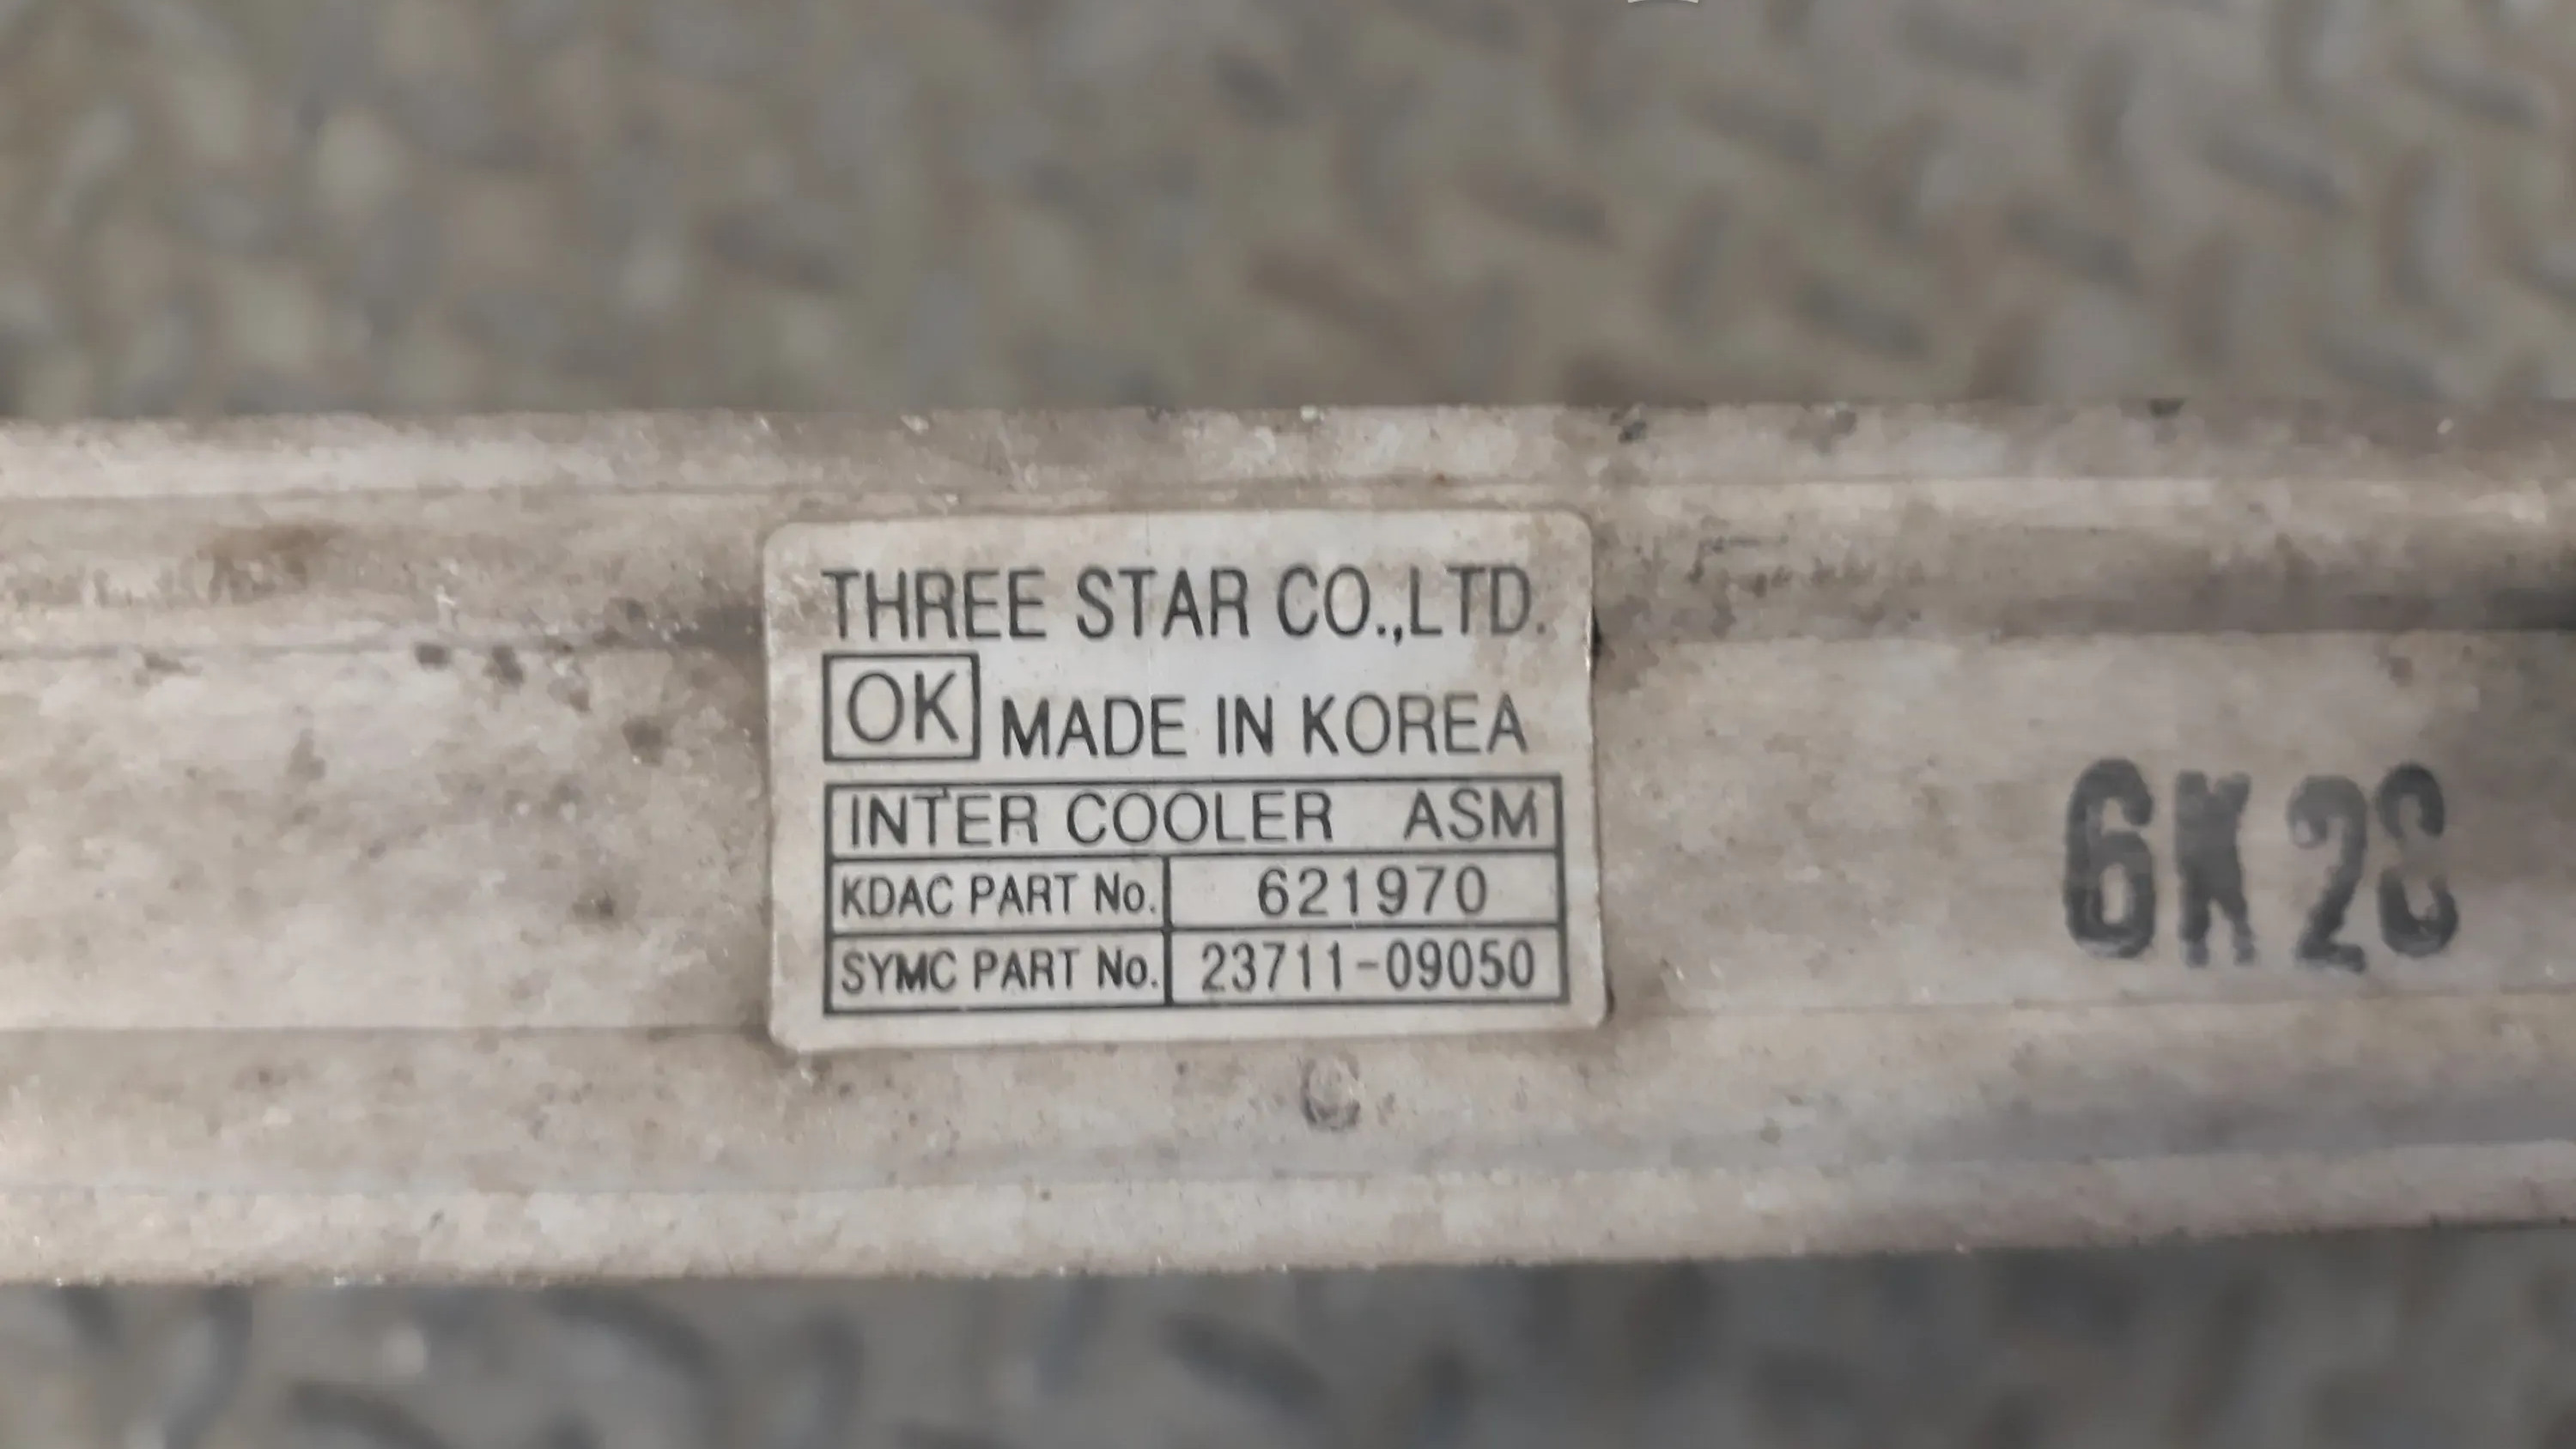 THREE STAR CO.,LTD.
OK MADE IN KOREA
INTER COOLER ASM
KDAC PART No. 621970
SYMC PART No. 23711-09050
6K28